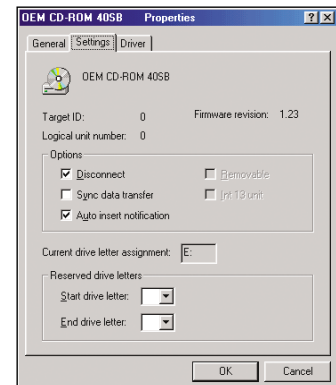 OEM CD-ROM 40SB Properties
General Settings Driver
OEM CD-ROM 40SB
Target ID: 0 Firmware revision: 1.23
Logical unit number: 0
Options
Disconnect Removable
Sync data transfer Int 13 unit
Auto insert notification
Current drive letter assignment: E:
Reserved drive letters
Start drive letter:
End drive letter:
OK Cancel